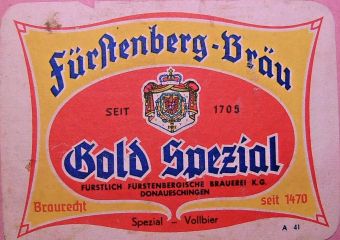 Fürstenberg-Bräu
SEIT 1705
Gold Spezial
FÜRSTLICH FÜRSTENBERGISCHE BRAUEREI K.G.
DONAUESCHINGEN
Braurecht seit 1470
Spezial – Vollbier
A 41